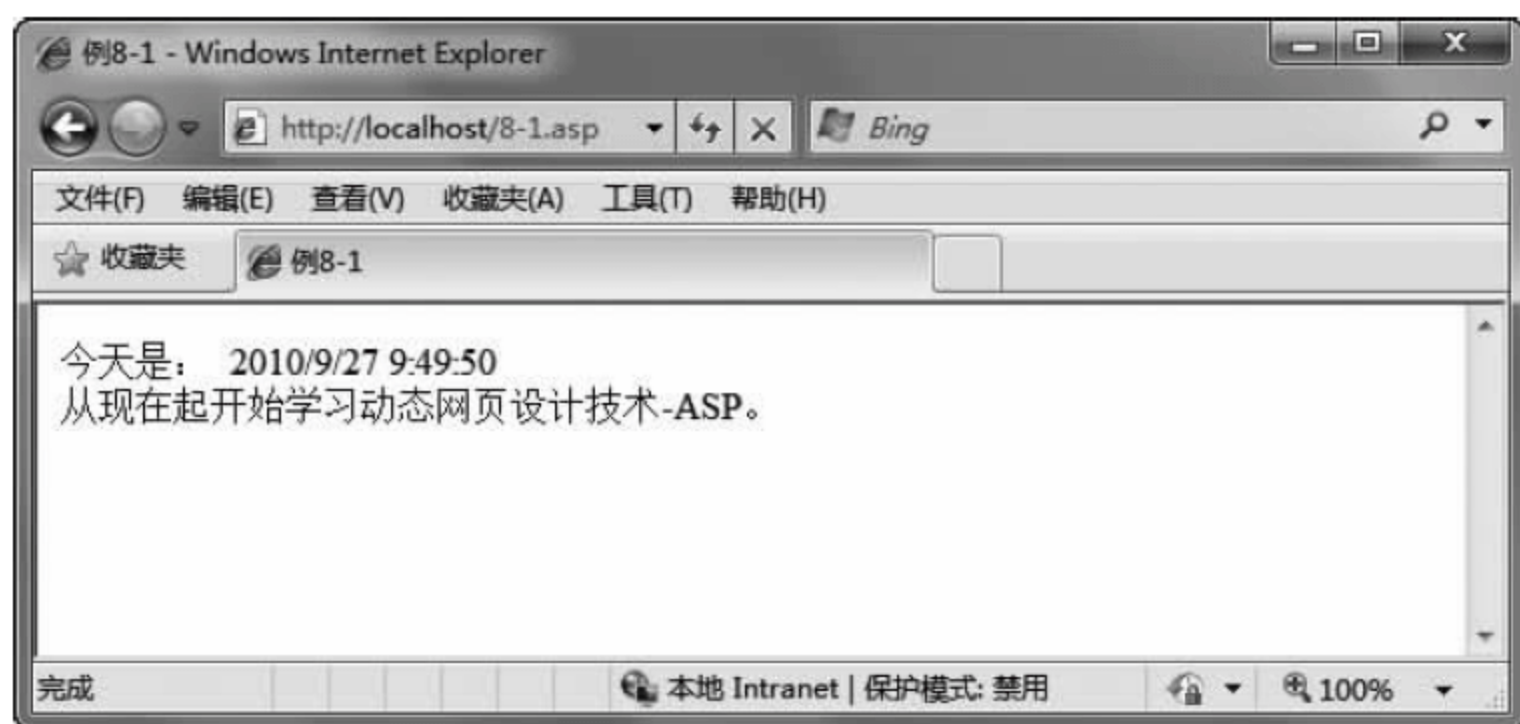 例8-1 - Windows Internet Explorer
http://localhost/8-1.asp Bing
文件(F) 编辑(E) 查看(V) 收藏夹(A) 工具(T) 帮助(H)
收藏夹 例8-1
今天是： 2010/9/27 9:49:50
从现在起开始学习动态网页设计技术-ASP。
完成 本地 Intranet | 保护模式: 禁用 100%